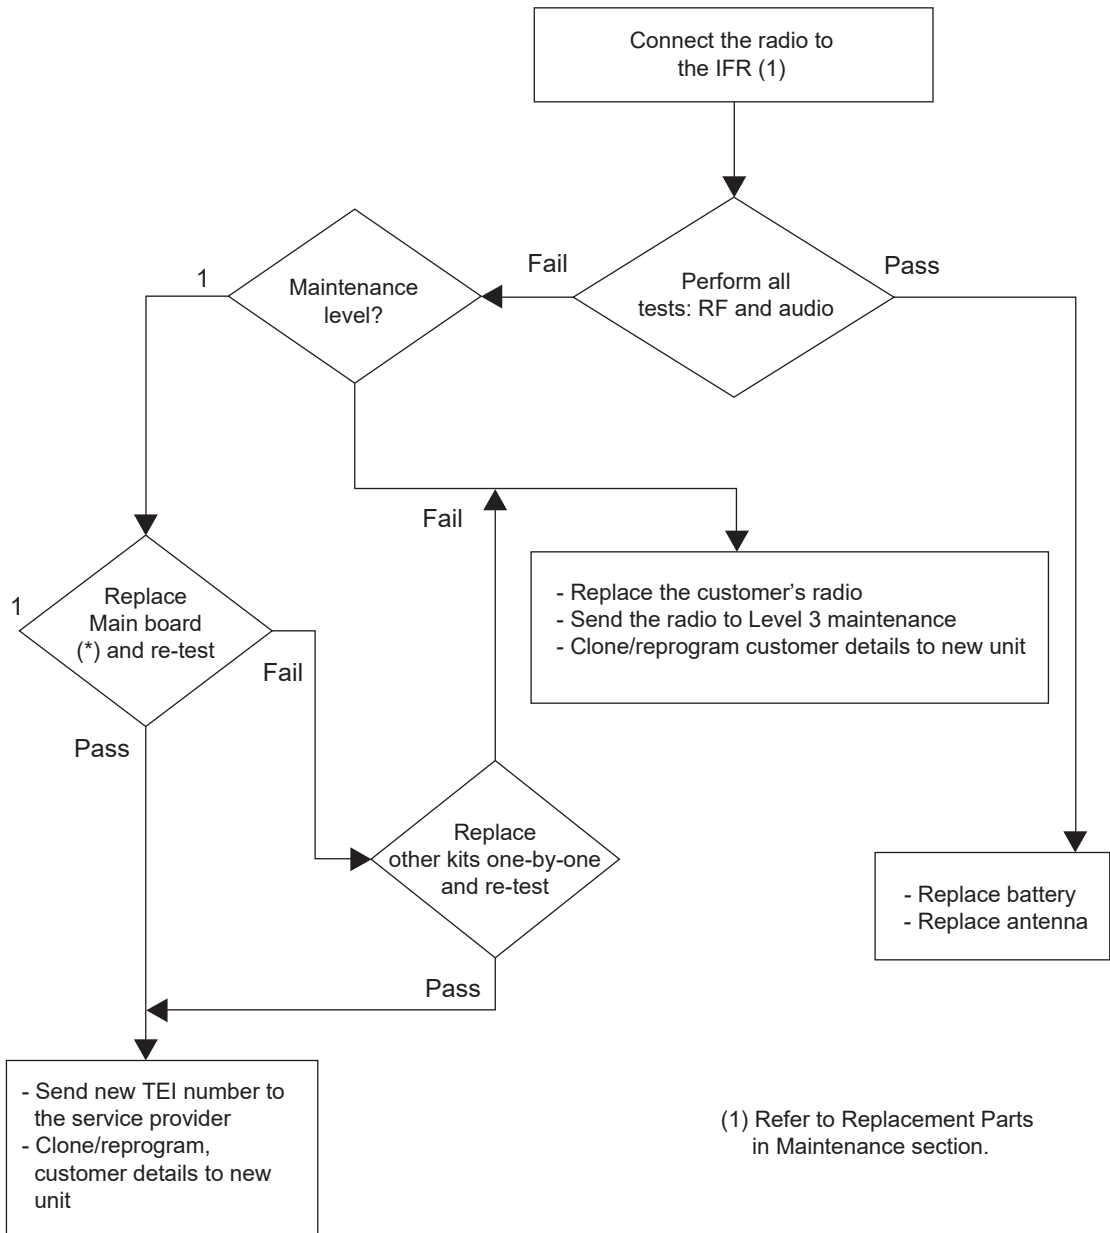 Connect the radio to
the IFR (1)
Perform all
tests: RF and audio
Fail
Pass
Maintenance
level?
1
Fail
- Replace the customer’s radio
- Send the radio to Level 3 maintenance
- Clone/reprogram customer details to new unit
1
Replace
Main board
(*) and re-test
Fail
Pass
Replace
other kits one-by-one
and re-test
Pass
- Replace battery
- Replace antenna
- Send new TEI number to
the service provider
- Clone/reprogram,
customer details to new
unit
(1) Refer to Replacement Parts
in Maintenance section.